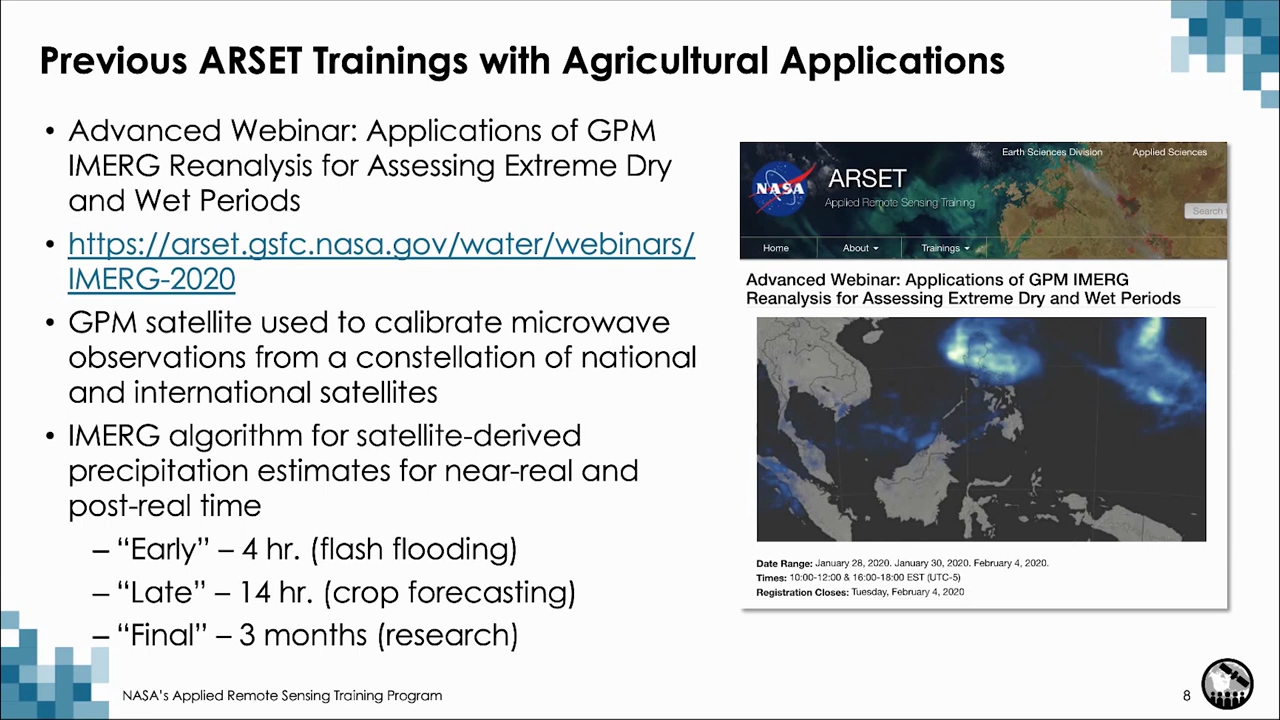 Previous ARSET Trainings with Agricultural Applications
• Advanced Webinar: Applications of GPM
IMERG Reanalysis for Assessing Extreme Dry
and Wet Periods
• https://arset.gsfc.nasa.gov/water/webinars/
IMERG-2020
• GPM satellite used to calibrate microwave
observations from a constellation of national
and international satellites
• IMERG algorithm for satellite-derived
precipitation estimates for near-real and
post-real time
– “Early” – 4 hr. (flash flooding)
– “Late” – 14 hr. (crop forecasting)
– “Final” – 3 months (research)
Earth Sciences Division Applied Sciences
NASA
ARSET
Applied Remote Sensing Training
Search
Home About Trainings
Advanced Webinar: Applications of GPM IMERG
Reanalysis for Assessing Extreme Dry and Wet Periods
Date Range: January 28, 2020. January 30, 2020. February 4, 2020.
Times: 10:00-12:00 & 16:00-18:00 EST (UTC-5)
Registration Closes: Tuesday, February 4, 2020
NASA’s Applied Remote Sensing Training Program
8